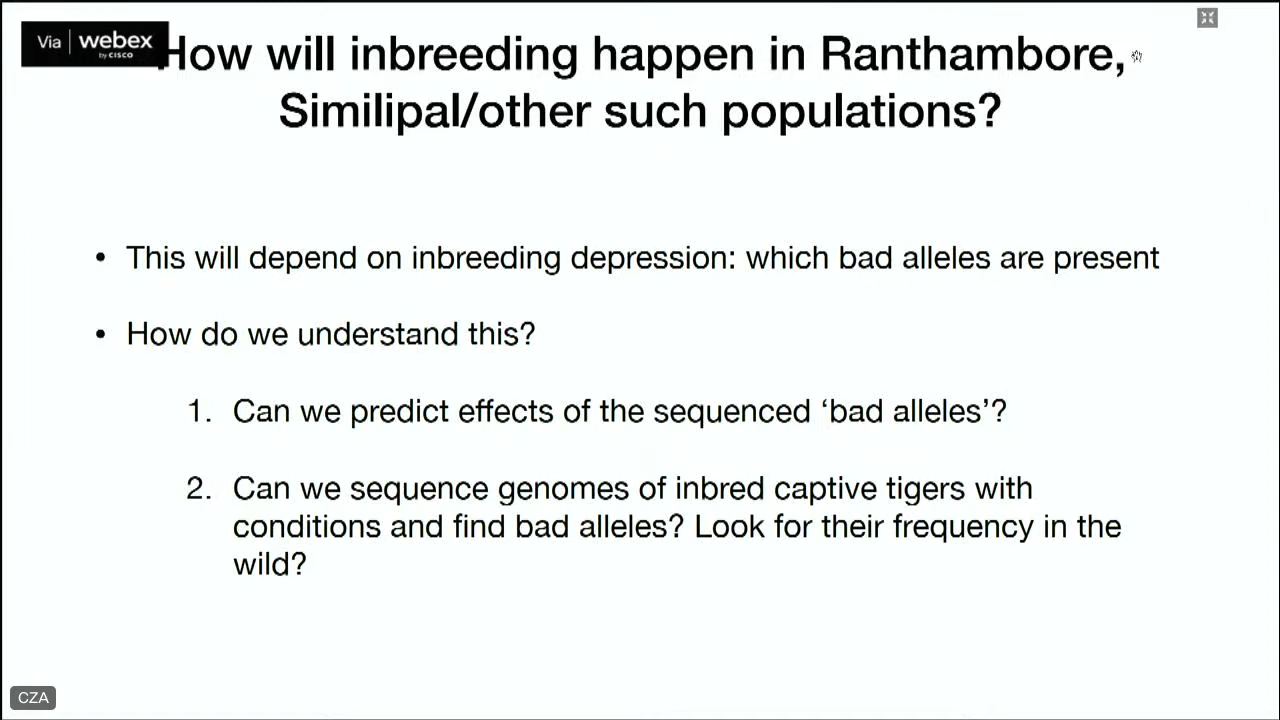 Via webex
by CISCO
How will inbreeding happen in Ranthambore,
Similipal/other such populations?
• This will depend on inbreeding depression: which bad alleles are present
• How do we understand this?
1. Can we predict effects of the sequenced ‘bad alleles’?
2. Can we sequence genomes of inbred captive tigers with
conditions and find bad alleles? Look for their frequency in the
wild?
CZA